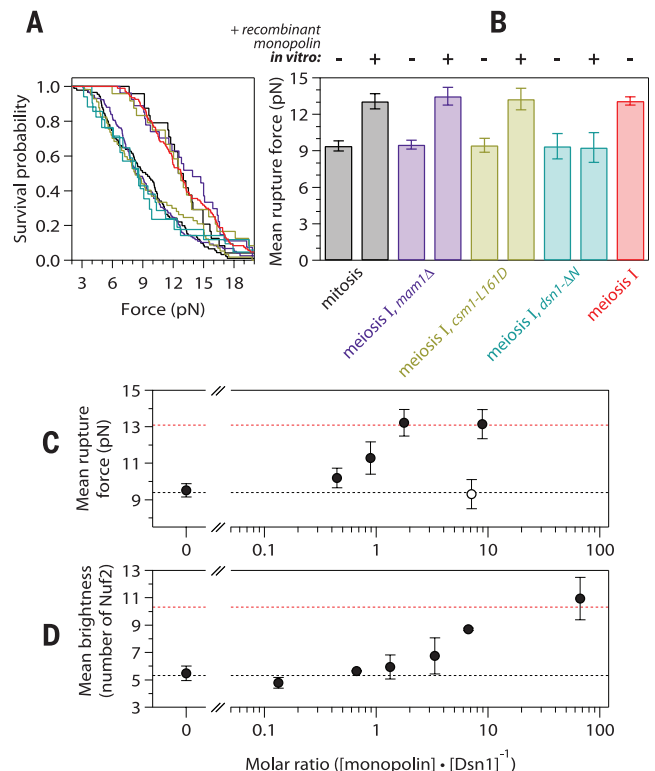 A
B
+ recombinant
monopolin
in vitro:
- + - + - + - + -
Survival probability
1.0
0.8
0.6
0.4
0.2
0.0
3 6 9 12 15 18
Force (pN)
Mean rupture force (pN)
15
12
9
6
3
0
mitosis
meiosis I, mam1Δ
meiosis I, csm1-L161D
meiosis I, dsn1-ΔN
meiosis I
C
Mean rupture
force (pN)
15
13
11
9
0 0.1 1 10 100
D
Mean brightness
(number of Nuf2)
13
11
9
7
5
3
0 0.1 1 10 100
Molar ratio ([monopolin] • [Dsn1]⁻¹)